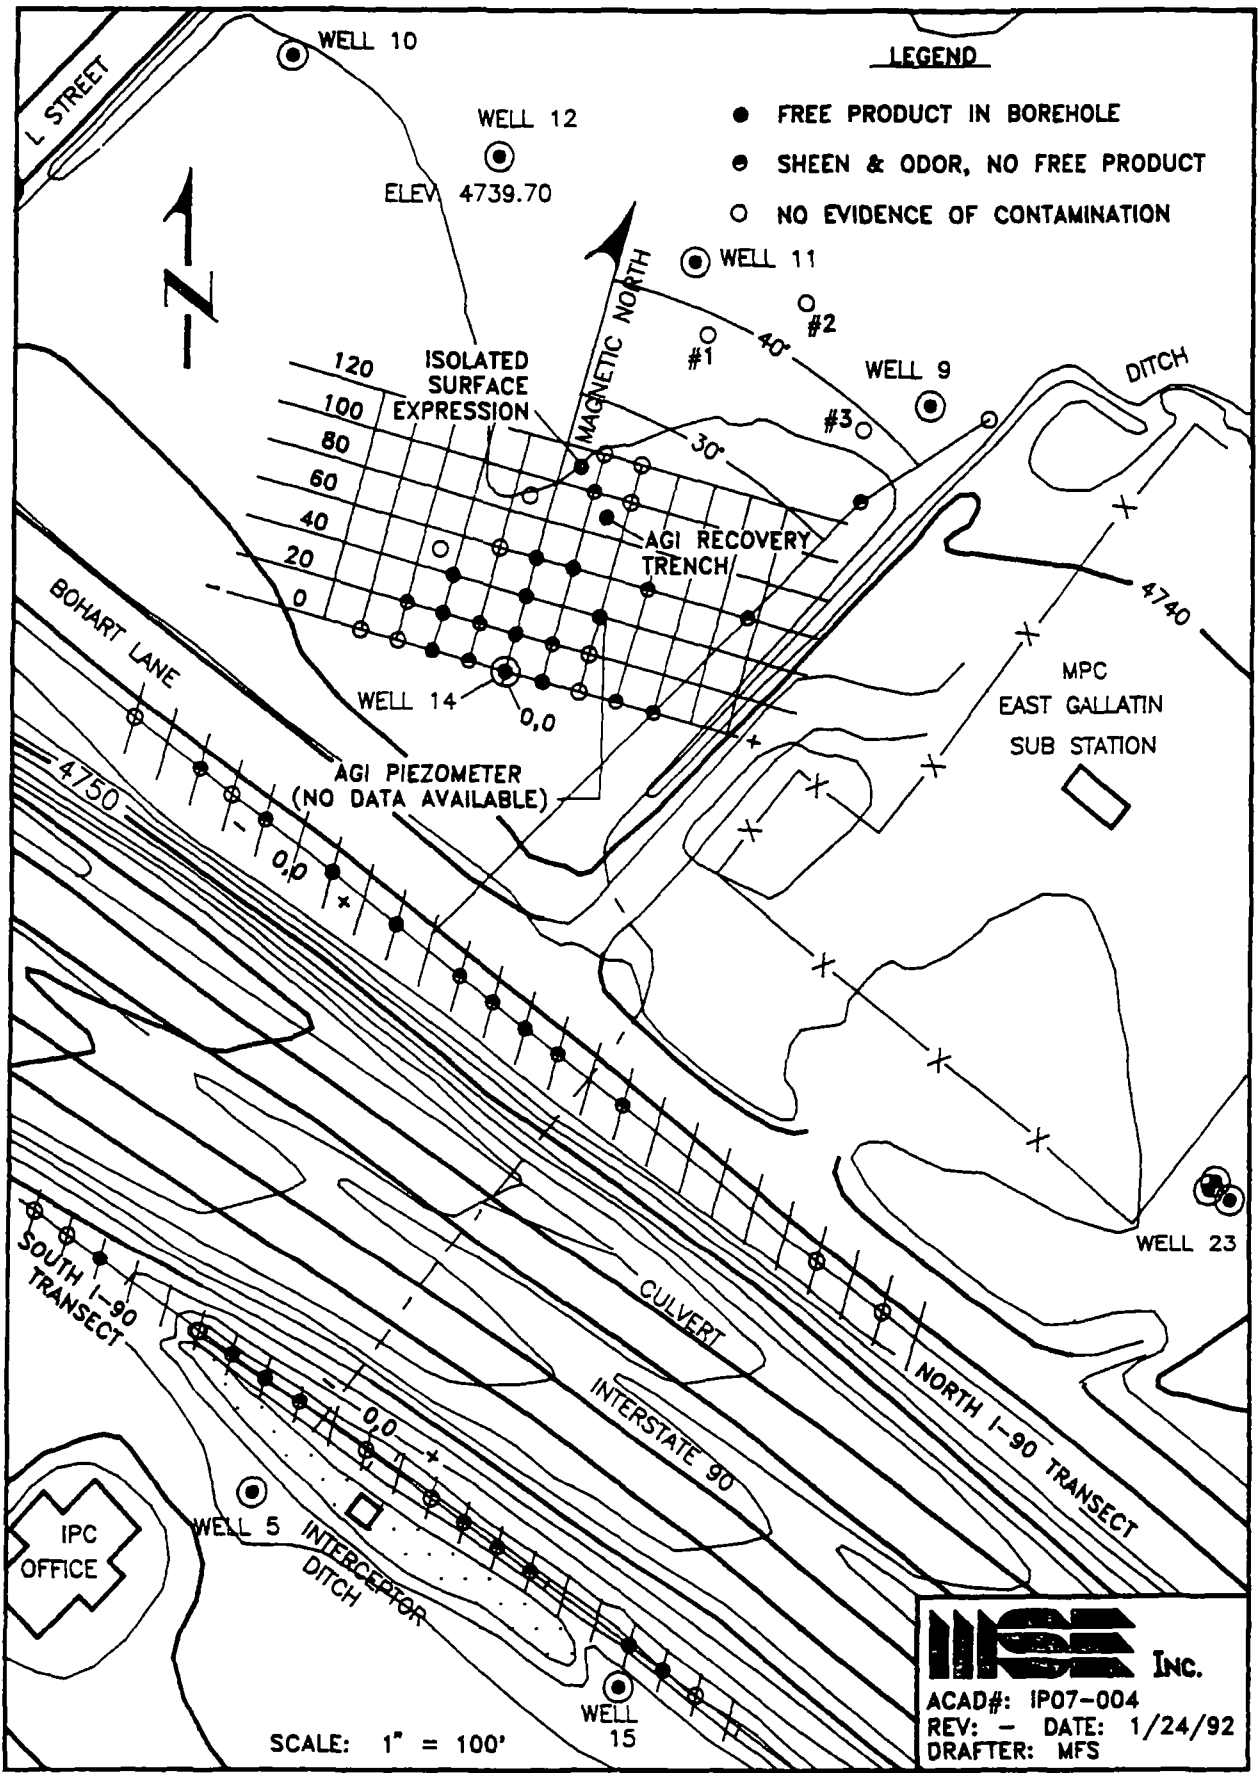 WELL 10
LEGEND
L STREET
WELL 12
ELEV. 4739.70
FREE PRODUCT IN BOREHOLE
SHEEN & ODOR, NO FREE PRODUCT
NO EVIDENCE OF CONTAMINATION
N
WELL 11
MAGNETIC NORTH
#2
#1
40°
ISOLATED
SURFACE
EXPRESSION
WELL 9
DITCH
#3
30°
120
100
80
60
40
20
0
-
AGI RECOVERY
TRENCH
X
4740
BOHART LANE
X
MPC
EAST GALLATIN
SUB STATION
WELL 14
0,0
+
X
X
X
4750
AGI PIEZOMETER
(NO DATA AVAILABLE)
-
0,0
+
X
X
X
WELL 23
SOUTH I-90
TRANSECT
CULVERT
INTERSTATE 90
NORTH I-90 TRANSECT
-
0,0
+
WELL 5
INTERCEPTOR
DITCH
IPC
OFFICE
WELL
15
SCALE: 1" = 100'
MSE INC.
ACAD#: IP07-004
REV: - DATE: 1/24/92
DRAFTER: MFS